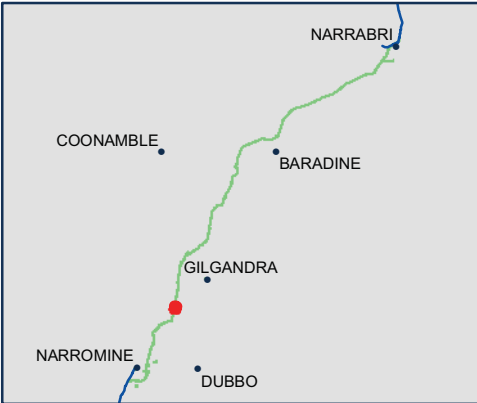 NARRABRI
COONAMBLE
BARADINE
GILGANDRA
NARROMINE
DUBBO